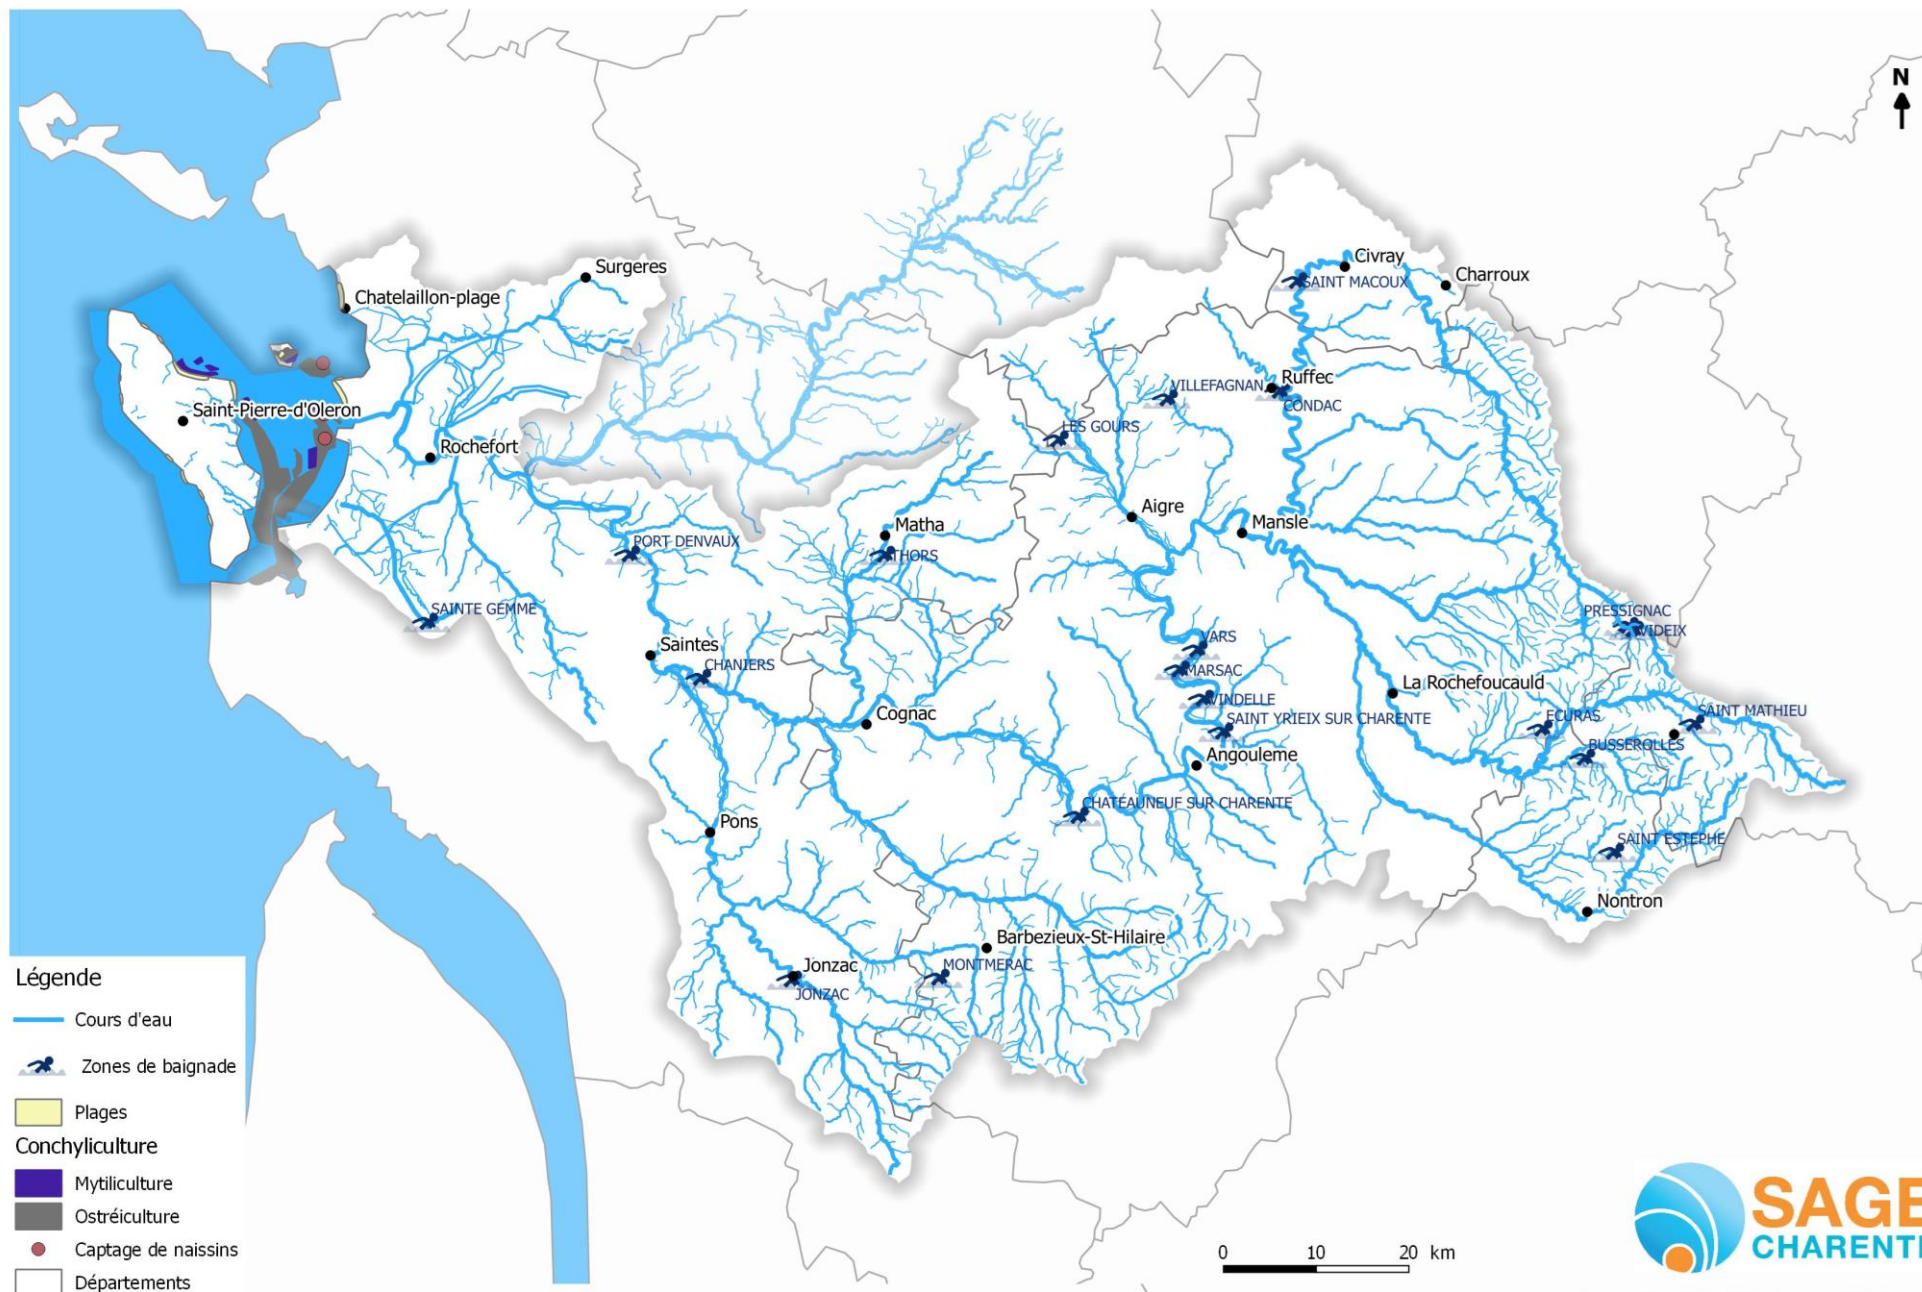 N
Surgeres
Chatelaillon-plage
Civray
SAINT MACOUX
Charroux
Saint-Pierre-d'Oleron
Rochefort
VILLEFAGNAN
Ruffec
CONDAC
LES GOURS
Aigre
Mansle
Matha
THORS
PORT DENVAUX
SAINTE GEMME
PRESSIGNAC
VIDEIX
Saintes
CHANIERS
VARS
MARSAC
VINDELLE
La Rochefoucauld
Cognac
SAINT YRIEIX SUR CHARENTE
ECURAS
SAINT MATHIEU
BUSSEROLLES
Angouleme
CHATEAUNEUF SUR CHARENTE
Pons
SAINT ESTEPHE
Nontron
Barbezieux-St-Hilaire
MONTMERAC
Jonzac
JONZAC
Légende
Cours d'eau
Zones de baignade
Plages
Conchyliculture
Mytiliculture
Ostréiculture
Captage de naissins
Départements
0 10 20 km
SAGE
CHARENT